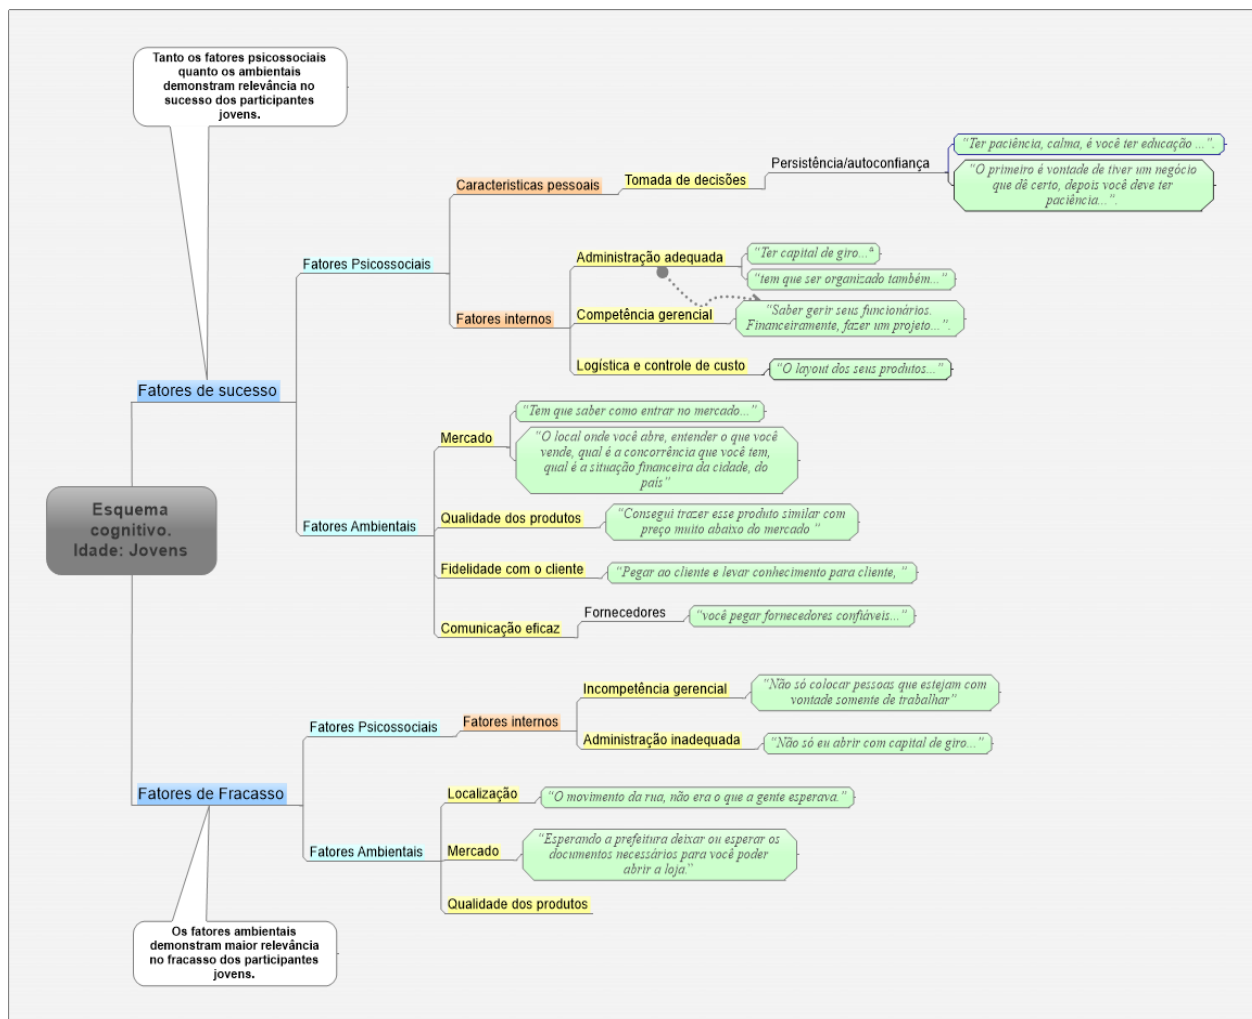 Tanto os fatores psicossociais
quanto os ambientais
demonstram relevância no
sucesso dos participantes
jovens.
"Ter paciência, calma, é você ter educação ...".
Persistência/autoconfiança
"O primeiro é vontade de tiver um negócio
que dê certo, depois você deve ter
paciência...".
Caracteristicas pessoais
Tomada de decisões
Fatores Psicossociais
Administração adequada
"Ter capital de giro...ª
"tem que ser organizado também..."
Fatores internos
Competência gerencial
"Saber gerir seus funcionários.
Financeiramente, fazer um projeto...".
Logística e controle de custo
"O layout dos seus produtos..."
Fatores de sucesso
Mercado
"Tem que saber como entrar no mercado..."
"O local onde você abre, entender o que você
vende, qual é a concorrência que você tem,
qual é a situação financeira da cidade, do
país"
Esquema
cognitivo.
Idade: Jovens
Fatores Ambientais
Qualidade dos produtos
"Consegui trazer esse produto similar com
preço muito abaixo do mercado "
Fidelidade com o cliente
"Pegar ao cliente e levar conhecimento para cliente, "
Comunicação eficaz
Fornecedores
"você pegar fornecedores confiáveis..."
Fatores Psicossociais
Fatores internos
Incompetência gerencial
"Não só colocar pessoas que estejam com
vontade somente de trabalhar"
Administração inadequada
"Não só eu abrir com capital de giro..."
Fatores de Fracasso
Localização
"O movimento da rua, não era o que a gente esperava."
Fatores Ambientais
Mercado
"Esperando a prefeitura deixar ou esperar os
documentos necessários para você poder
abrir a loja."
Qualidade dos produtos
Os fatores ambientais
demonstram maior relevância
no fracasso dos participantes
jovens.